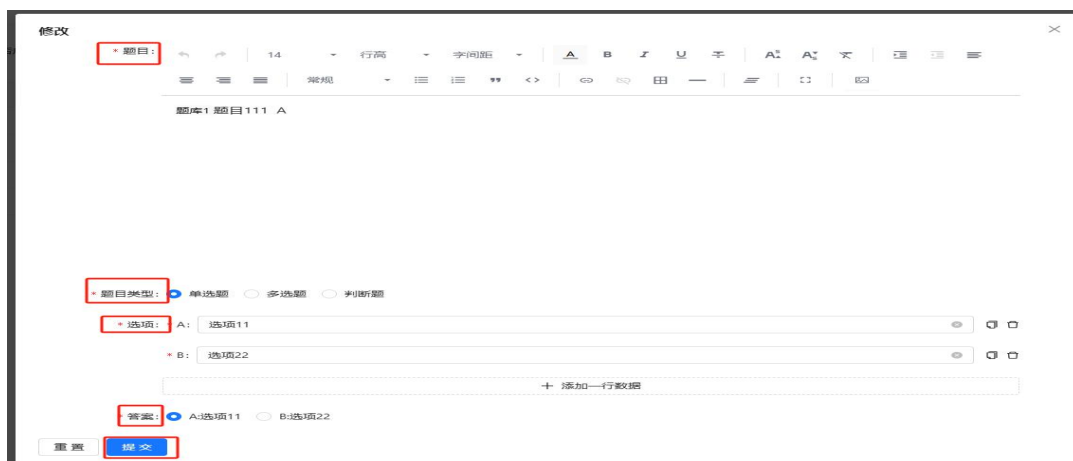 修改
* 题目:
14 行高 字间距 A B I U
常规
题库1 题目111 A
* 题目类型: 单选题 多选题 判断题
* 选项: * A: 选项11
* B: 选项22
+ 添加一行数据
* 答案: A:选项11 B:选项22
重置 提交